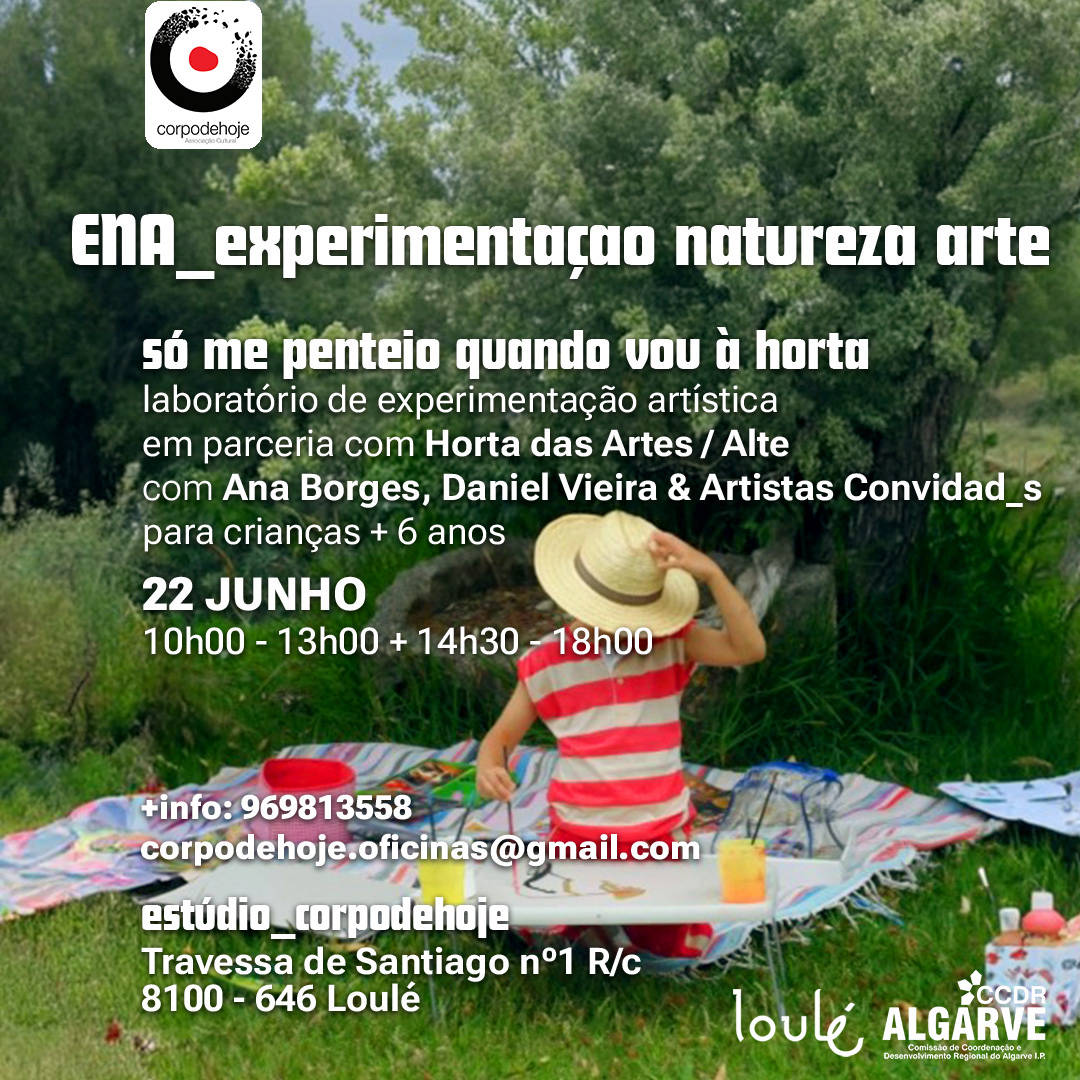 corpodehoje
Associação Cultural
ENA_experimentaçao natureza arte
só me penteio quando vou à horta
laboratório de experimentação artística
em parceria com Horta das Artes / Alte
com Ana Borges, Daniel Vieira & Artistas Convidad_s
para crianças + 6 anos
22 JUNHO
10h00 - 13h00 + 14h30 - 18h00
+info: 969813558
corpodehoje.oficinas@gmail.com
estúdio_corpodehoje
Travessa de Santiago nº1 R/c
8100 - 646 Loulé
loulé
CCDR
ALGARVE
Comissão de Coordenação e
Desenvolvimento Regional do Algarve I.P.